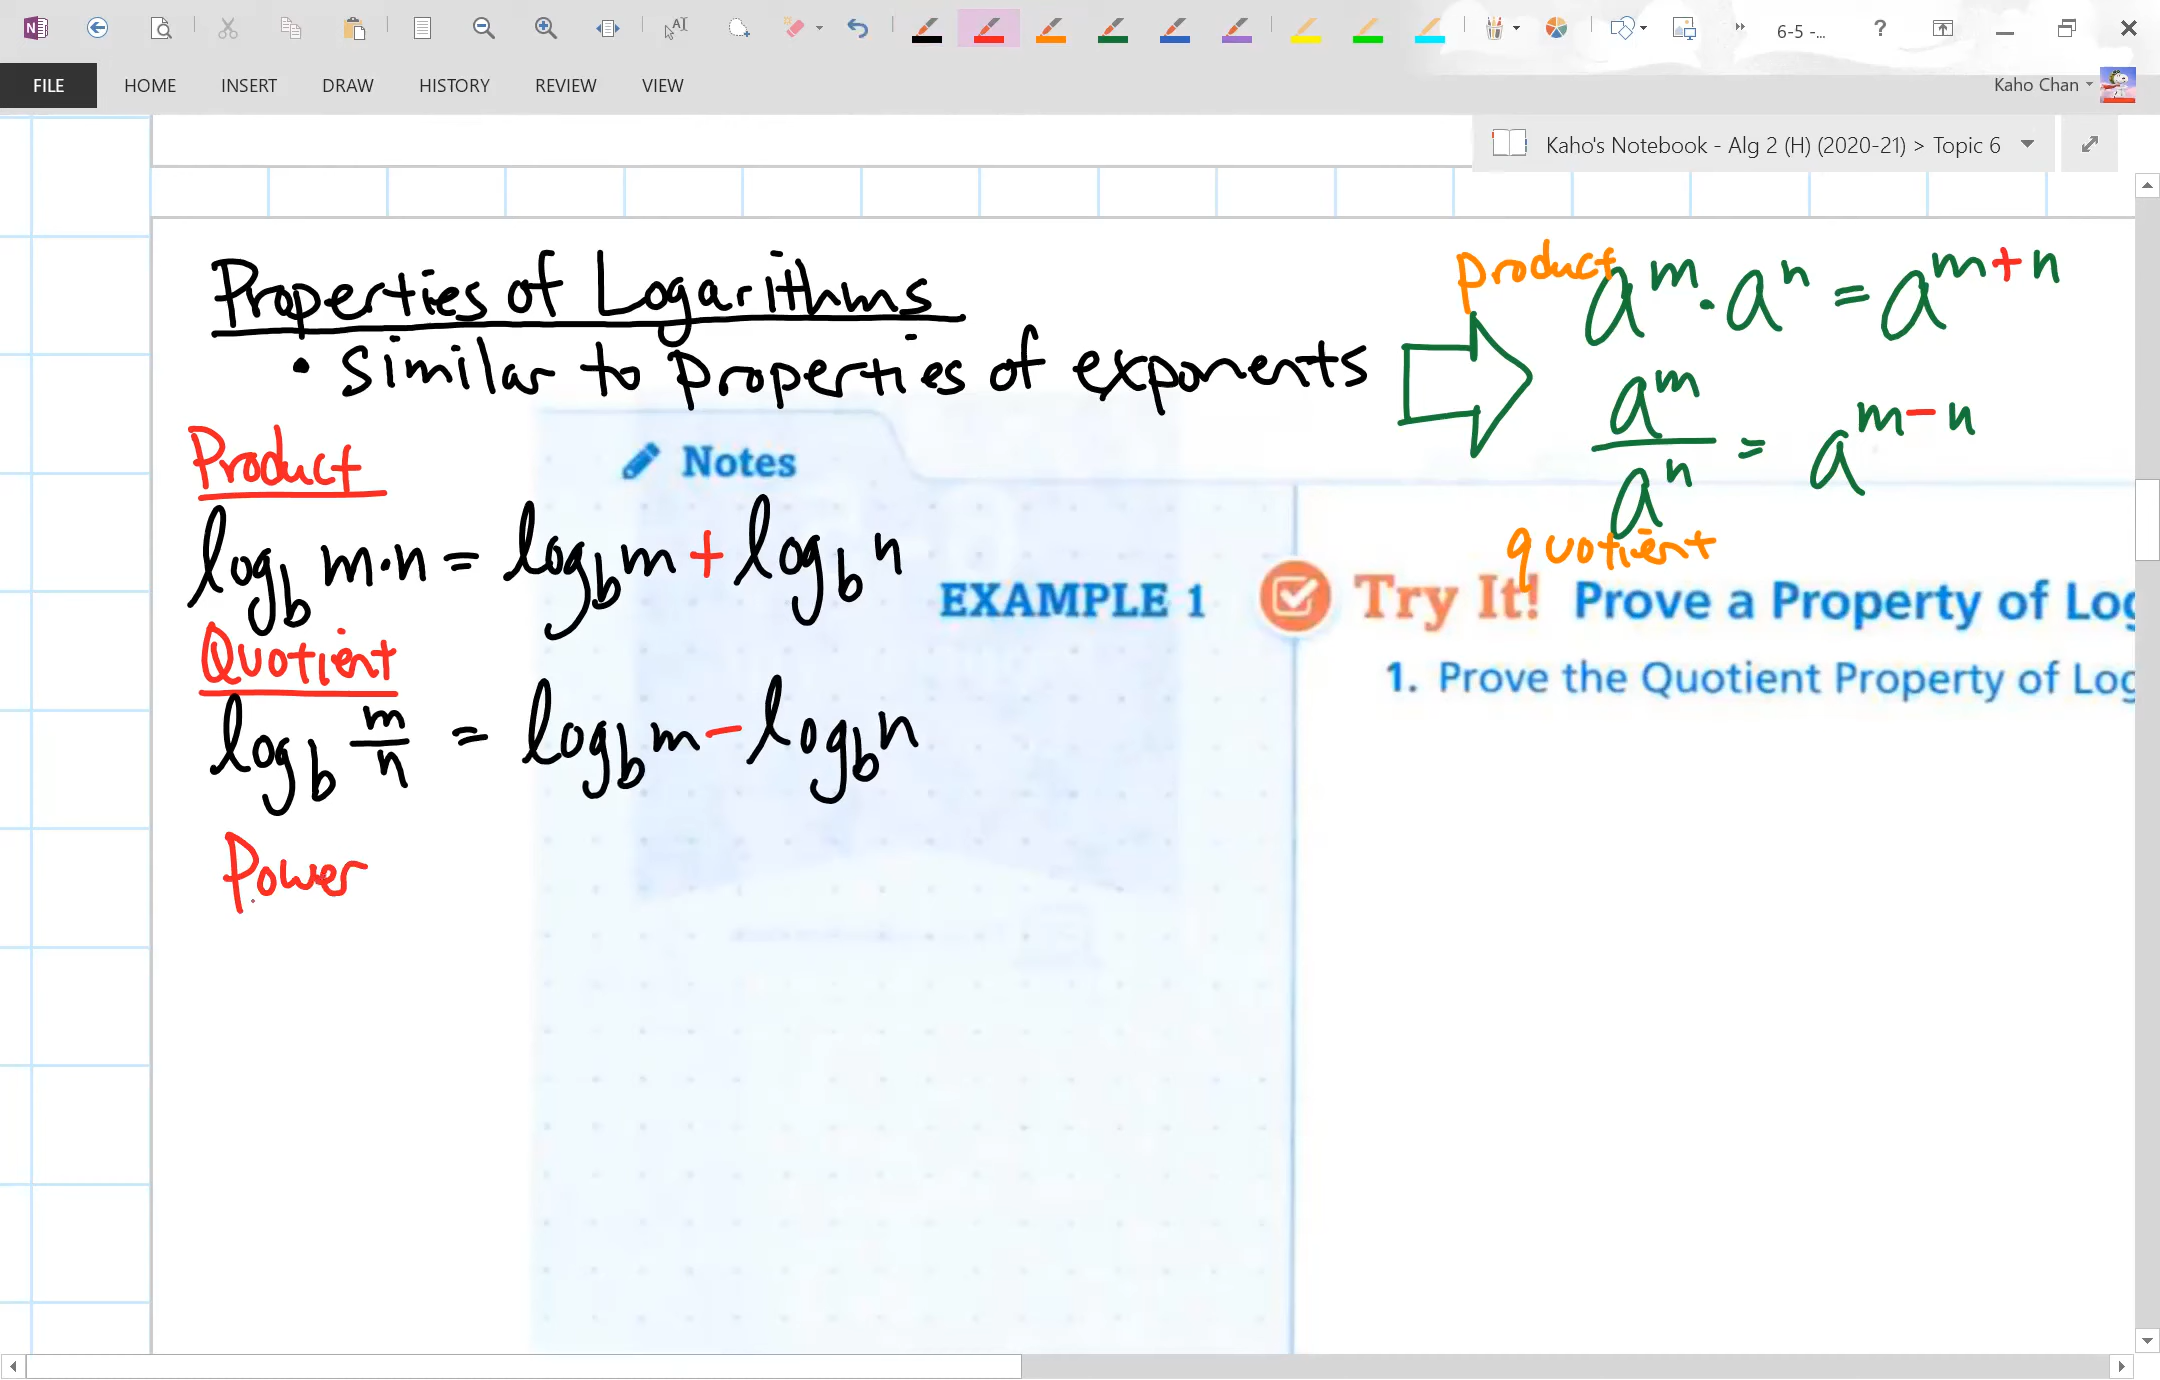 6-5 -...
FILE HOME INSERT DRAW HISTORY REVIEW VIEW
Kaho Chan
Kaho's Notebook - Alg 2 (H) (2020-21) > Topic 6
Properties of Logarithms
• similar to properties of exponents
product
a^m · a^n = a^(m+n)
a^m / a^n = a^(m-n)
quotient
Product
log_b m·n = log_b m + log_b n
Quotient
log_b m/n = log_b m - log_b n
Power
Notes
EXAMPLE 1
Try It! Prove a Property of Log
1. Prove the Quotient Property of Log